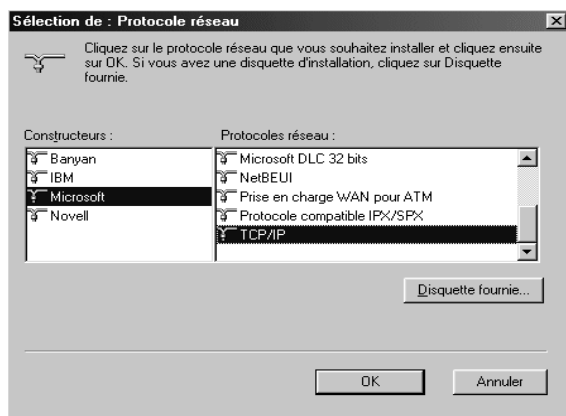 Sélection de : Protocole réseau
Cliquez sur le protocole réseau que vous souhaitez installer et cliquez ensuite
sur OK. Si vous avez une disquette d'installation, cliquez sur Disquette
fournie.
Constructeurs :
Protocoles réseau :
Banyan
IBM
Microsoft
Novell
Microsoft DLC 32 bits
NetBEUI
Prise en charge WAN pour ATM
Protocole compatible IPX/SPX
TCP/IP
Disquette fournie...
OK
Annuler